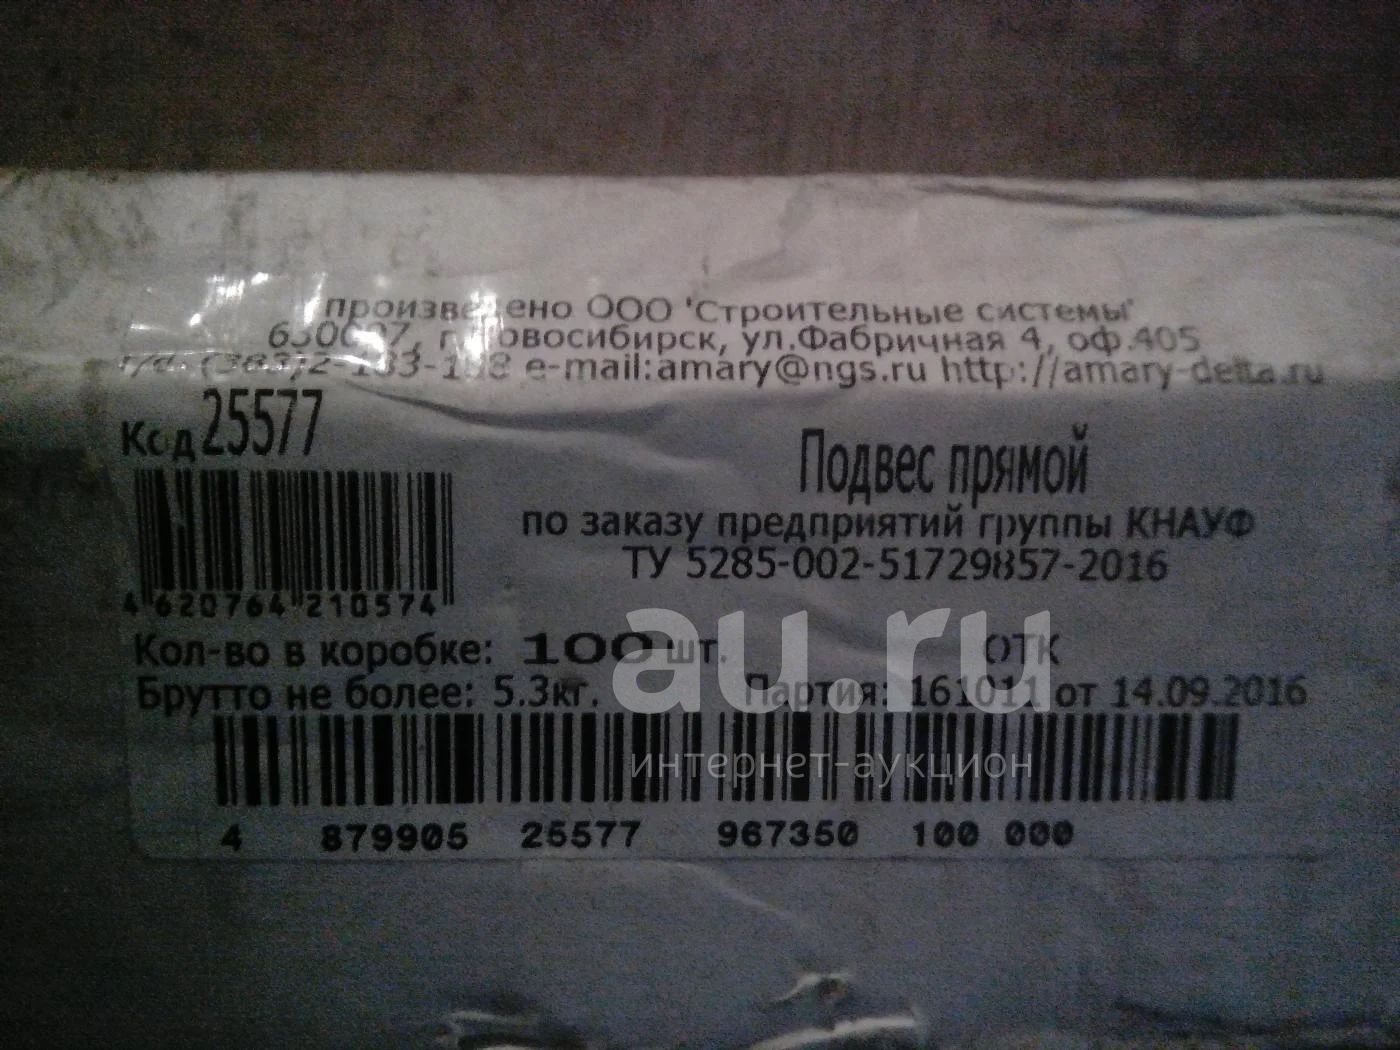 произведено ООО "Строительные системы"
г. Новосибирск, ул.Фабричная 4, оф.405
e-mail:amary@ngs.ru http://amary-delta.ru
Код 25577
Подвес прямой
по заказу предприятий группы КНАУФ
ТУ 5285-002-51729857-2016
4 620764 210574
Кол-во в коробке: 100 шт. ОТК
Брутто не более: 5.3кг. Партия: 161011 от 14.09.2016
4 879905 25577 967350 100 000
au.ru
интернет-аукцион